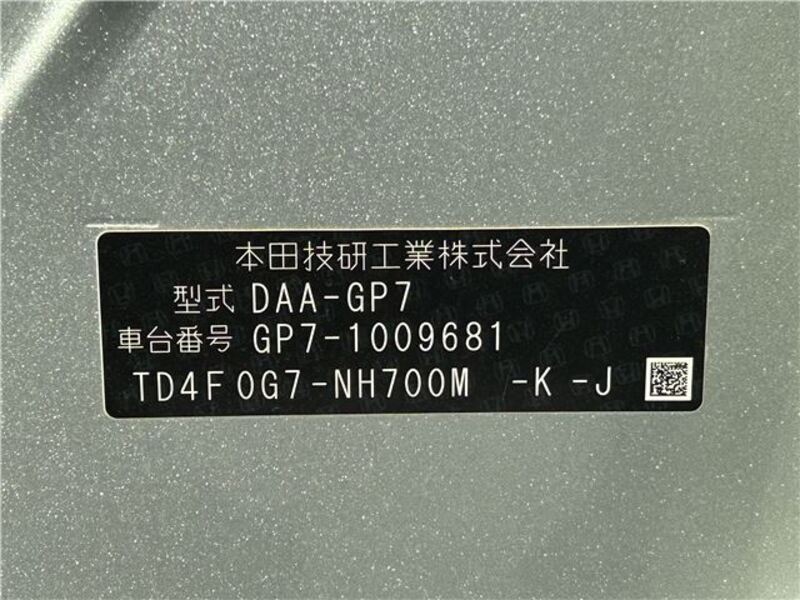 本田技研工業株式会社
型式 DAA-GP7
車台番号 GP7-1009681
TD4F0G7-NH700M -K -J